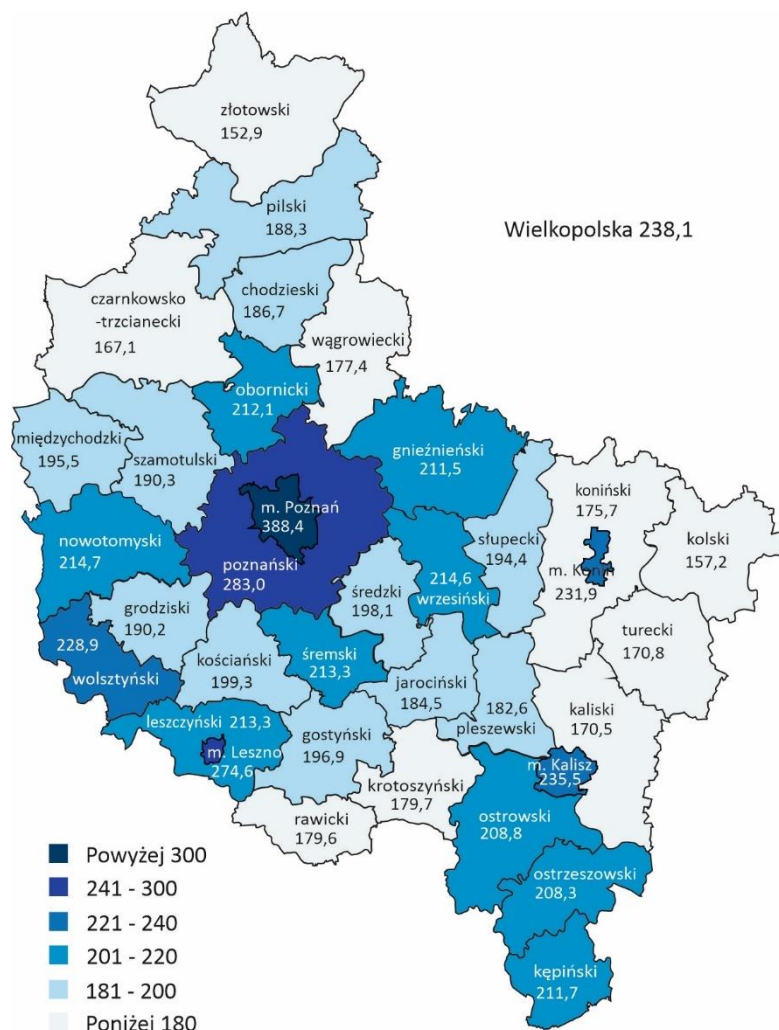 złotowski
152,9
pilski
188,3
Wielkopolska 238,1
czarnkowsko
-trzcianecki
167,1
chodzieski
186,7
wągrowiecki
177,4
obornicki
212,1
międzychodzki
195,5
szamotulski
190,3
gnieźnieński
211,5
m. Poznań
388,4
koniński
175,7
nowotomyski
214,7
poznański
283,0
słupecki
194,4
kolski
157,2
m. Konin
231,9
214,6
wrzesiński
średzki
198,1
grodziski
190,2
228,9
wolsztyński
kościański
199,3
śremski
213,3
turecki
170,8
jarociński
184,5
182,6
pleszewski
kaliski
170,5
leszczyński 213,3
m. Leszno
274,6
gostyński
196,9
m. Kalisz
235,5
krotoszyński
179,7
rawicki
179,6
ostrowski
208,8
ostrzeszowski
208,3
kępiński
211,7
Powyżej 300
241 - 300
221 - 240
201 - 220
181 - 200
Poniżej 180